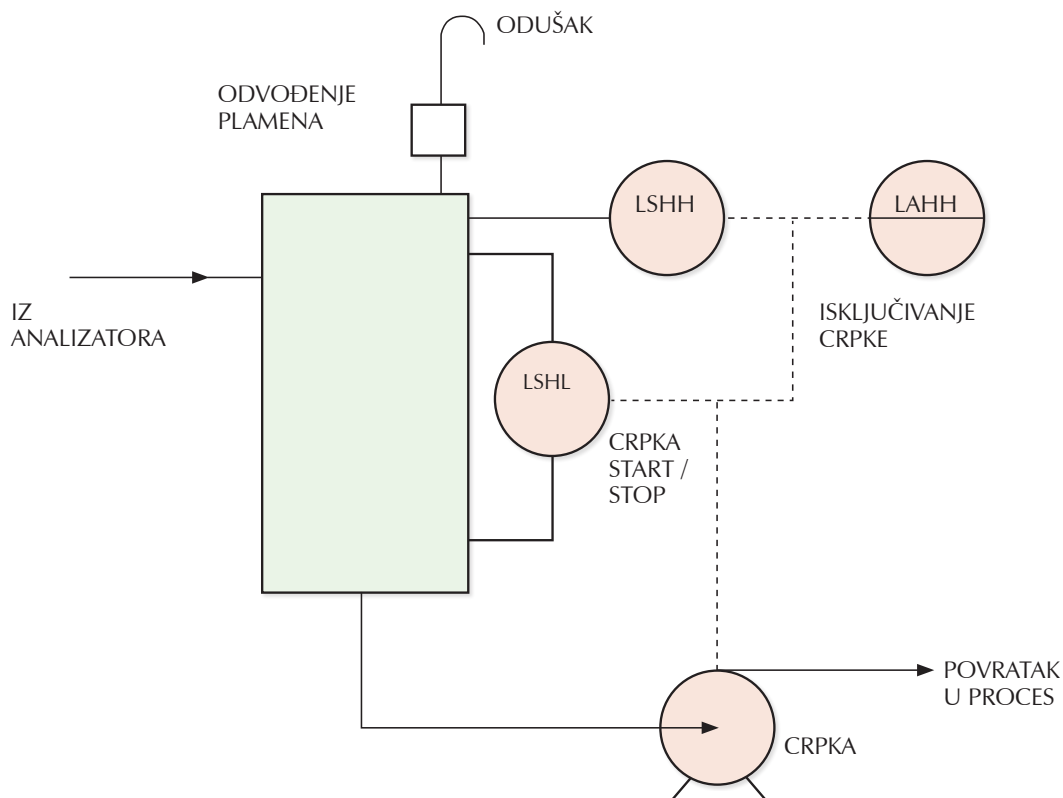 ODUŠAK
ODVOĐENJE
PLAMENA
LSHH
LAHH
IZ
ANALIZATORA
ISKLJUČIVANJE
CRPKE
LSHL
CRPKA
START /
STOP
POVRATAK
U PROCES
CRPKA